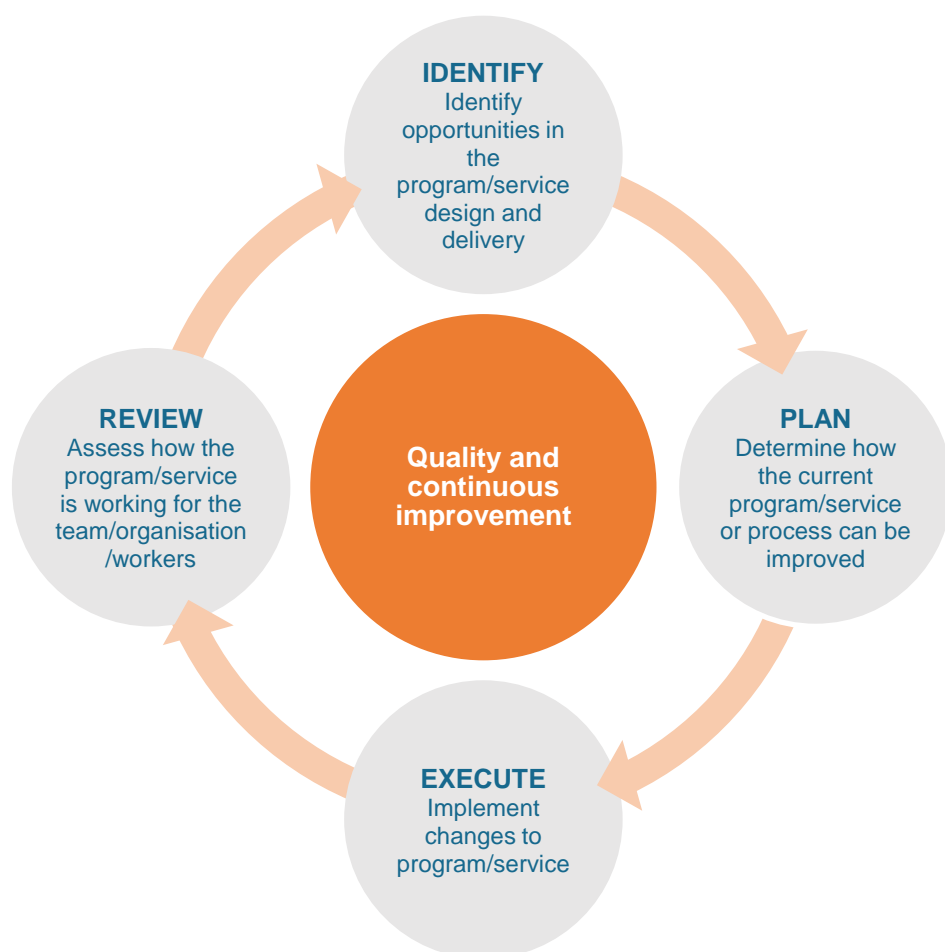 IDENTIFY
Identify
opportunities in
the
program/service
design and
delivery
PLAN
Determine how
the current
program/service
or process can be
improved
EXECUTE
Implement
changes to
program/service
REVIEW
Assess how the
program/service
is working for the
team/organisation
/workers
Quality and
continuous
improvement